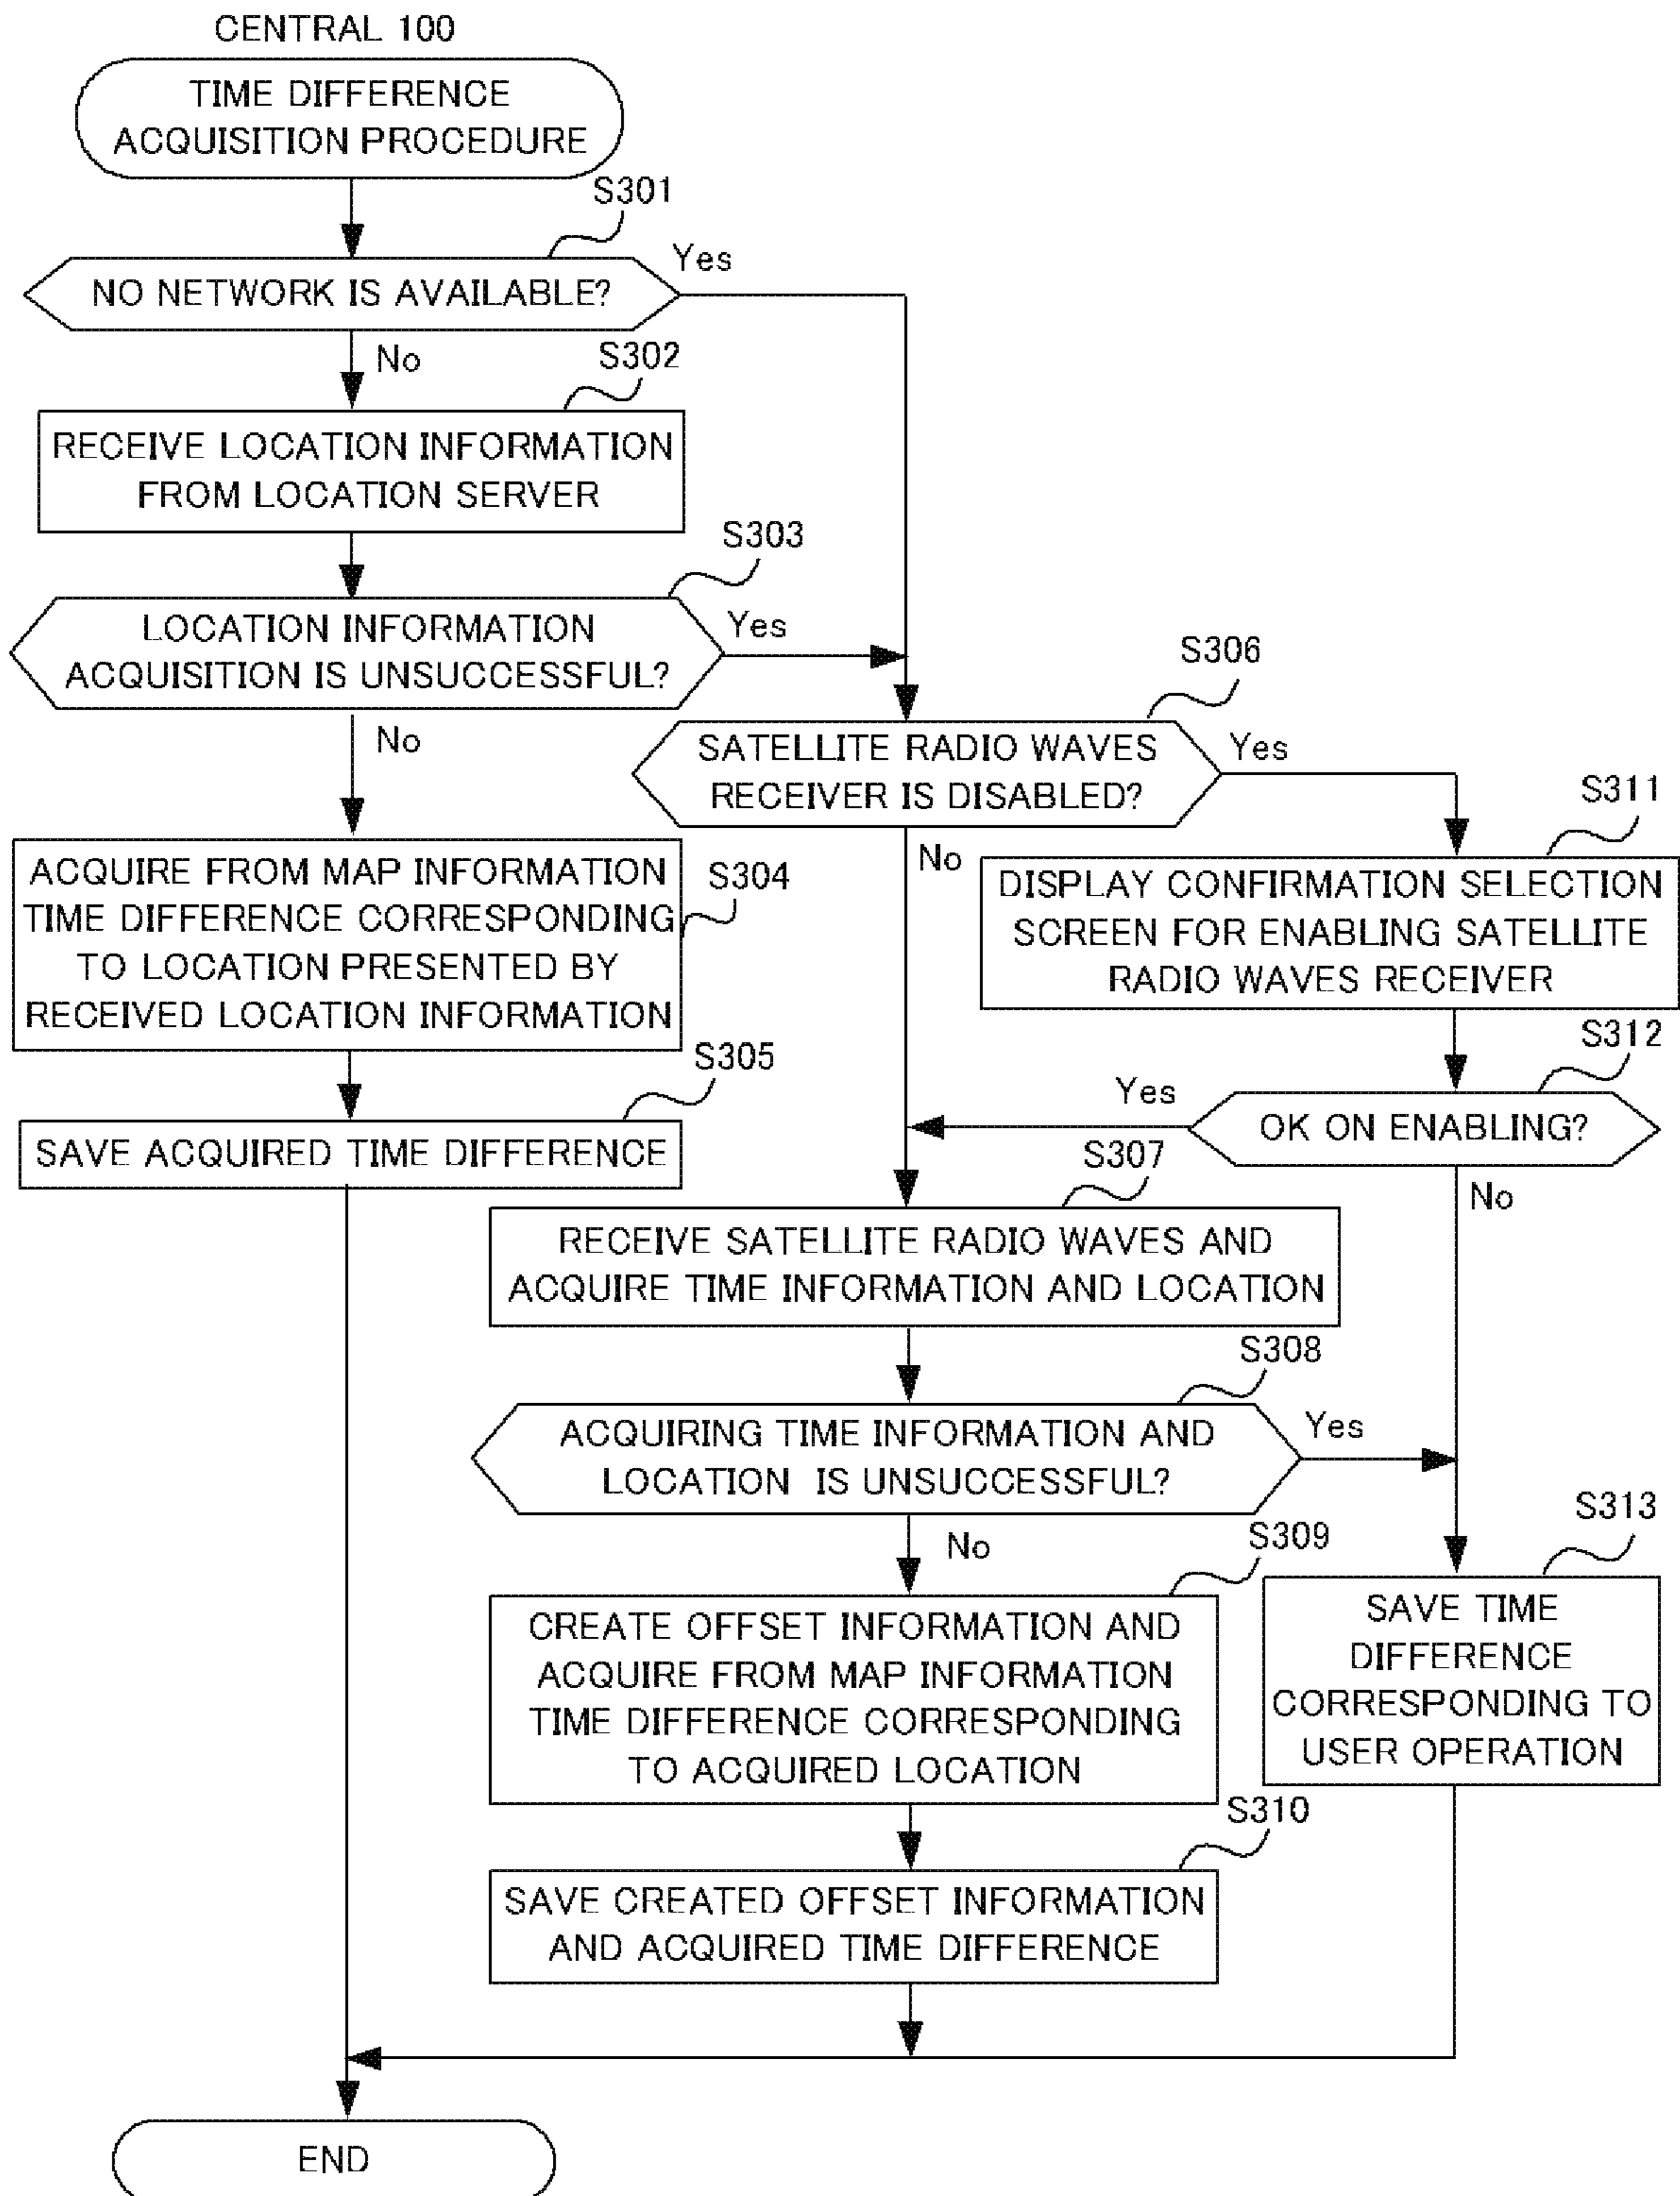 CENTRAL 100
TIME DIFFERENCE
ACQUISITION PROCEDURE
S301
NO NETWORK IS AVAILABLE?
Yes
No
S302
RECEIVE LOCATION INFORMATION
FROM LOCATION SERVER
S303
LOCATION INFORMATION
ACQUISITION IS UNSUCCESSFUL?
Yes
No
S304
ACQUIRE FROM MAP INFORMATION
TIME DIFFERENCE CORRESPONDING
TO LOCATION PRESENTED BY
RECEIVED LOCATION INFORMATION
S305
SAVE ACQUIRED TIME DIFFERENCE
S306
SATELLITE RADIO WAVES
RECEIVER IS DISABLED?
Yes
No
S311
DISPLAY CONFIRMATION SELECTION
SCREEN FOR ENABLING SATELLITE
RADIO WAVES RECEIVER
S312
OK ON ENABLING?
Yes
No
S307
RECEIVE SATELLITE RADIO WAVES AND
ACQUIRE TIME INFORMATION AND LOCATION
S308
ACQUIRING TIME INFORMATION AND
LOCATION IS UNSUCCESSFUL?
Yes
No
S309
CREATE OFFSET INFORMATION AND
ACQUIRE FROM MAP INFORMATION
TIME DIFFERENCE CORRESPONDING
TO ACQUIRED LOCATION
S310
SAVE CREATED OFFSET INFORMATION
AND ACQUIRED TIME DIFFERENCE
S313
SAVE TIME
DIFFERENCE
CORRESPONDING TO
USER OPERATION
END